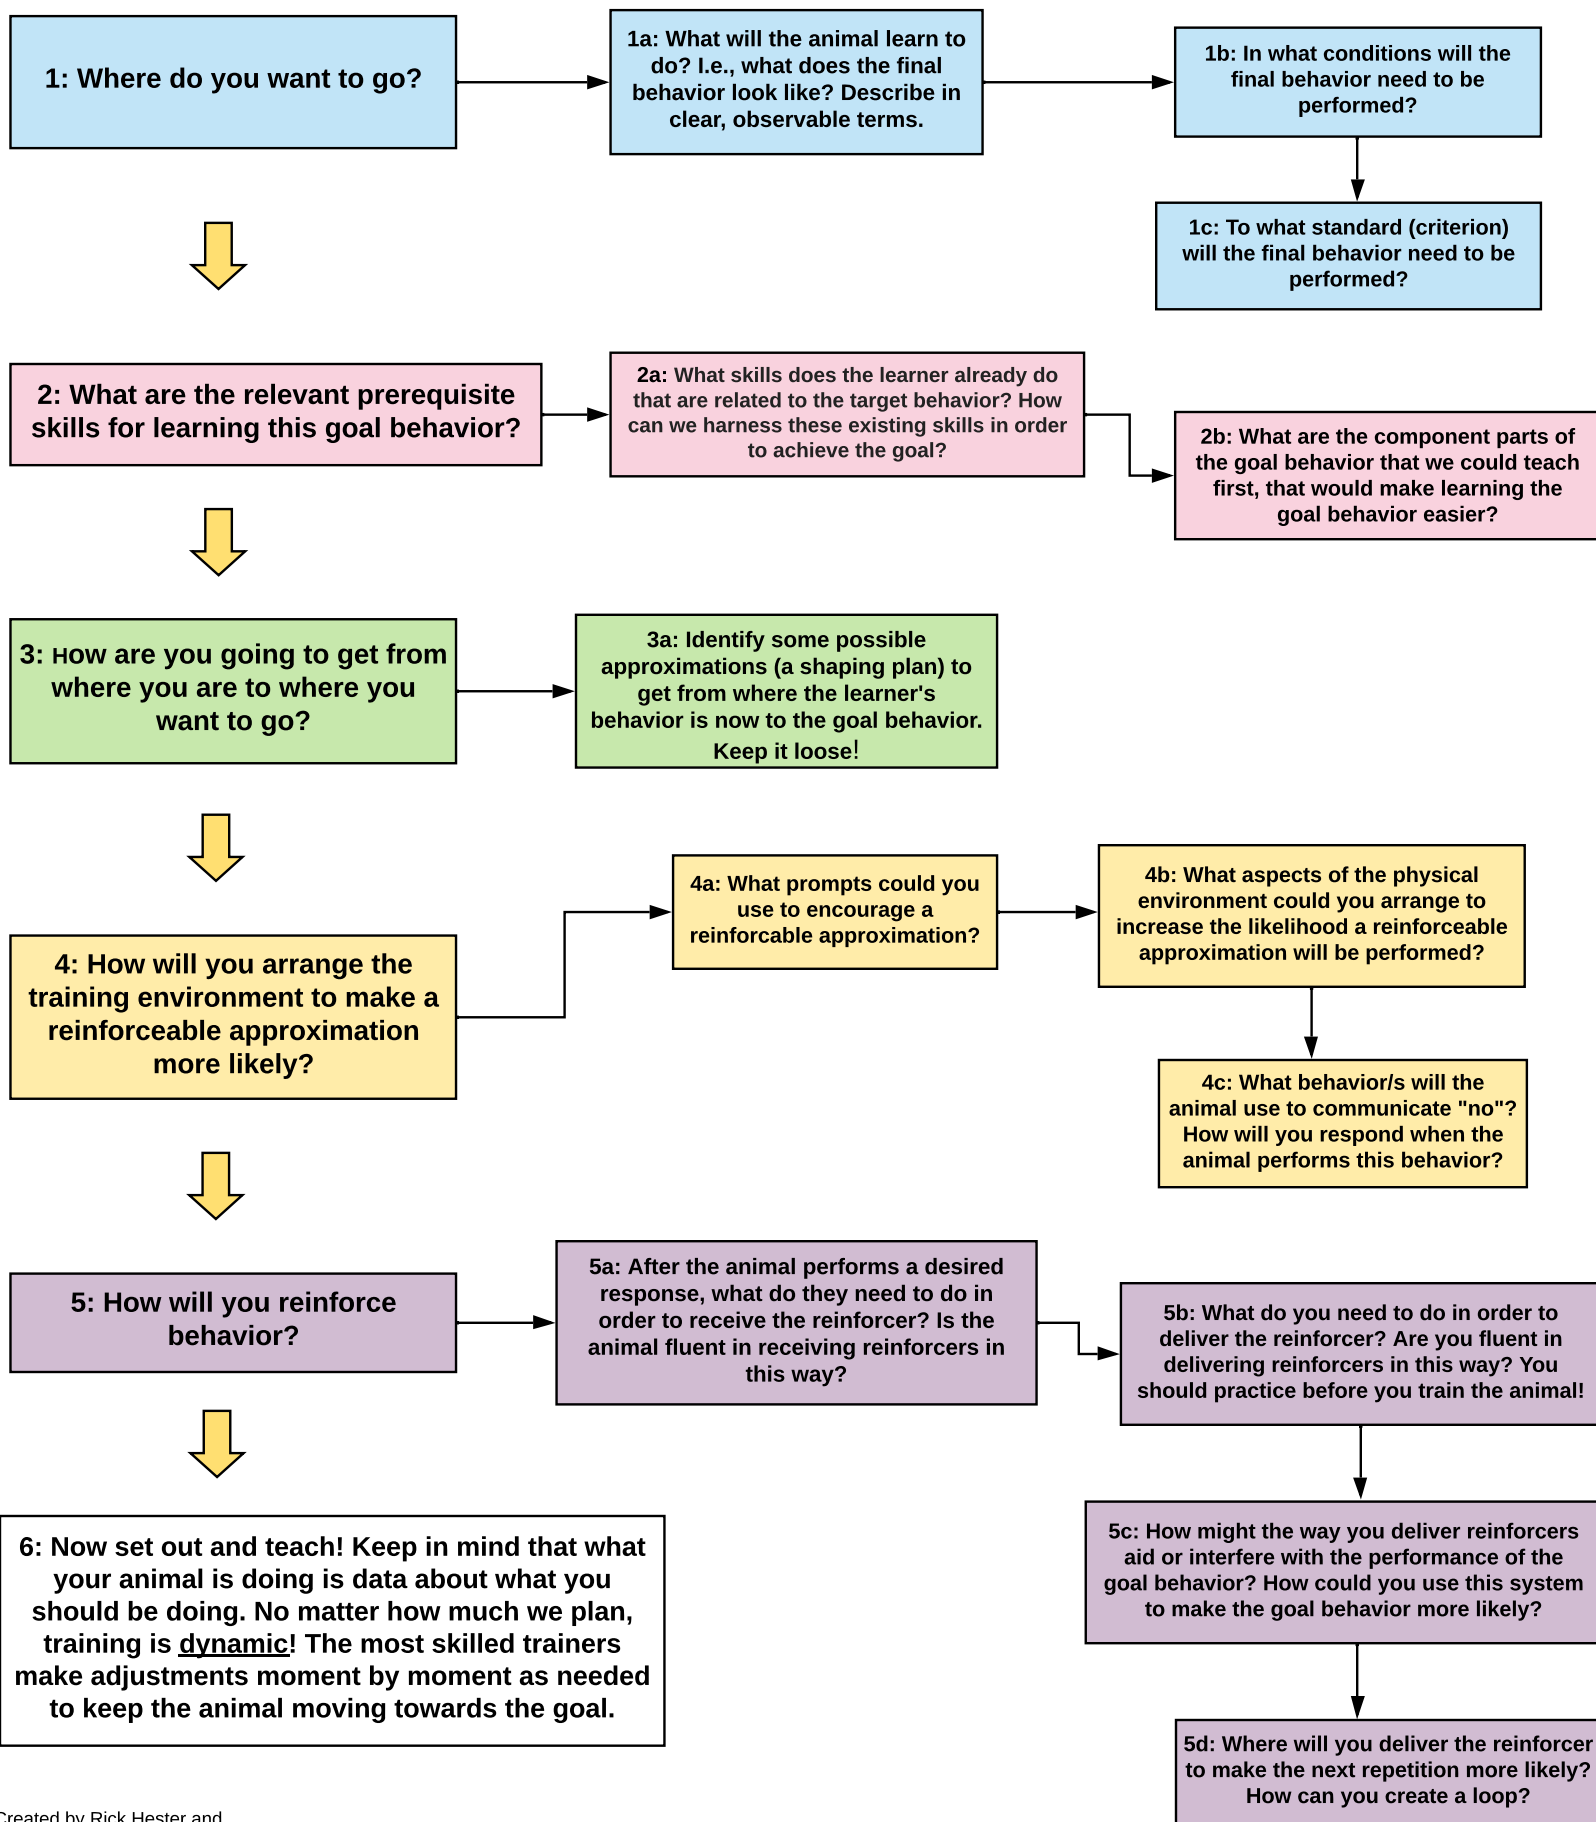 1: Where do you want to go?
1a: What will the animal learn to
do? I.e., what does the final
behavior look like? Describe in
clear, observable terms.
1b: In what conditions will the
final behavior need to be
performed?
1c: To what standard (criterion)
will the final behavior need to be
performed?
2: What are the relevant prerequisite
skills for learning this goal behavior?
2a: What skills does the learner already do
that are related to the target behavior? How
can we harness these existing skills in order
to achieve the goal?
2b: What are the component parts of
the goal behavior that we could teach
first, that would make learning the
goal behavior easier?
3: How are you going to get from
where you are to where you
want to go?
3a: Identify some possible
approximations (a shaping plan) to
get from where the learner's
behavior is now to the goal behavior.
Keep it loose!
4: How will you arrange the
training environment to make a
reinforceable approximation
more likely?
4a: What prompts could you
use to encourage a
reinforcable approximation?
4b: What aspects of the physical
environment could you arrange to
increase the likelihood a reinforceable
approximation will be performed?
4c: What behavior/s will the
animal use to communicate "no"?
How will you respond when the
animal performs this behavior?
5: How will you reinforce
behavior?
5a: After the animal performs a desired
response, what do they need to do in
order to receive the reinforcer? Is the
animal fluent in receiving reinforcers in
this way?
5b: What do you need to do in order to
deliver the reinforcer? Are you fluent in
delivering reinforcers in this way? You
should practice before you train the animal!
5c: How might the way you deliver reinforcers
aid or interfere with the performance of the
goal behavior? How could you use this system
to make the goal behavior more likely?
5d: Where will you deliver the reinforcer
to make the next repetition more likely?
How can you create a loop?
6: Now set out and teach! Keep in mind that what
your animal is doing is data about what you
should be doing. No matter how much we plan,
training is dynamic! The most skilled trainers
make adjustments moment by moment as needed
to keep the animal moving towards the goal.
Created by Rick Hester and